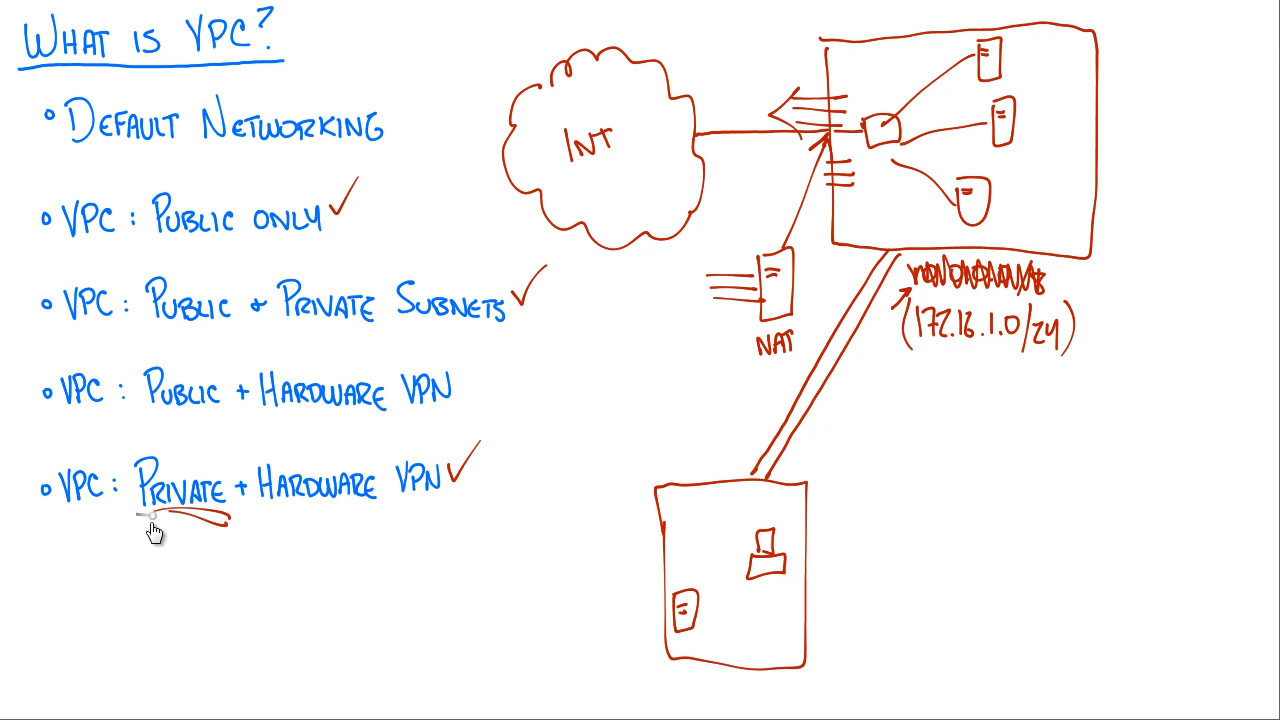 WHAT IS VPC?
° DEFAULT NETWORKING
° VPC : PUBLIC ONLY ✓
° VPC : PUBLIC & PRIVATE SUBNETS ✓
° VPC : PUBLIC + HARDWARE VPN
° VPC : PRIVATE + HARDWARE VPN ✓
INT
NAT
(172.16.1.0/24)